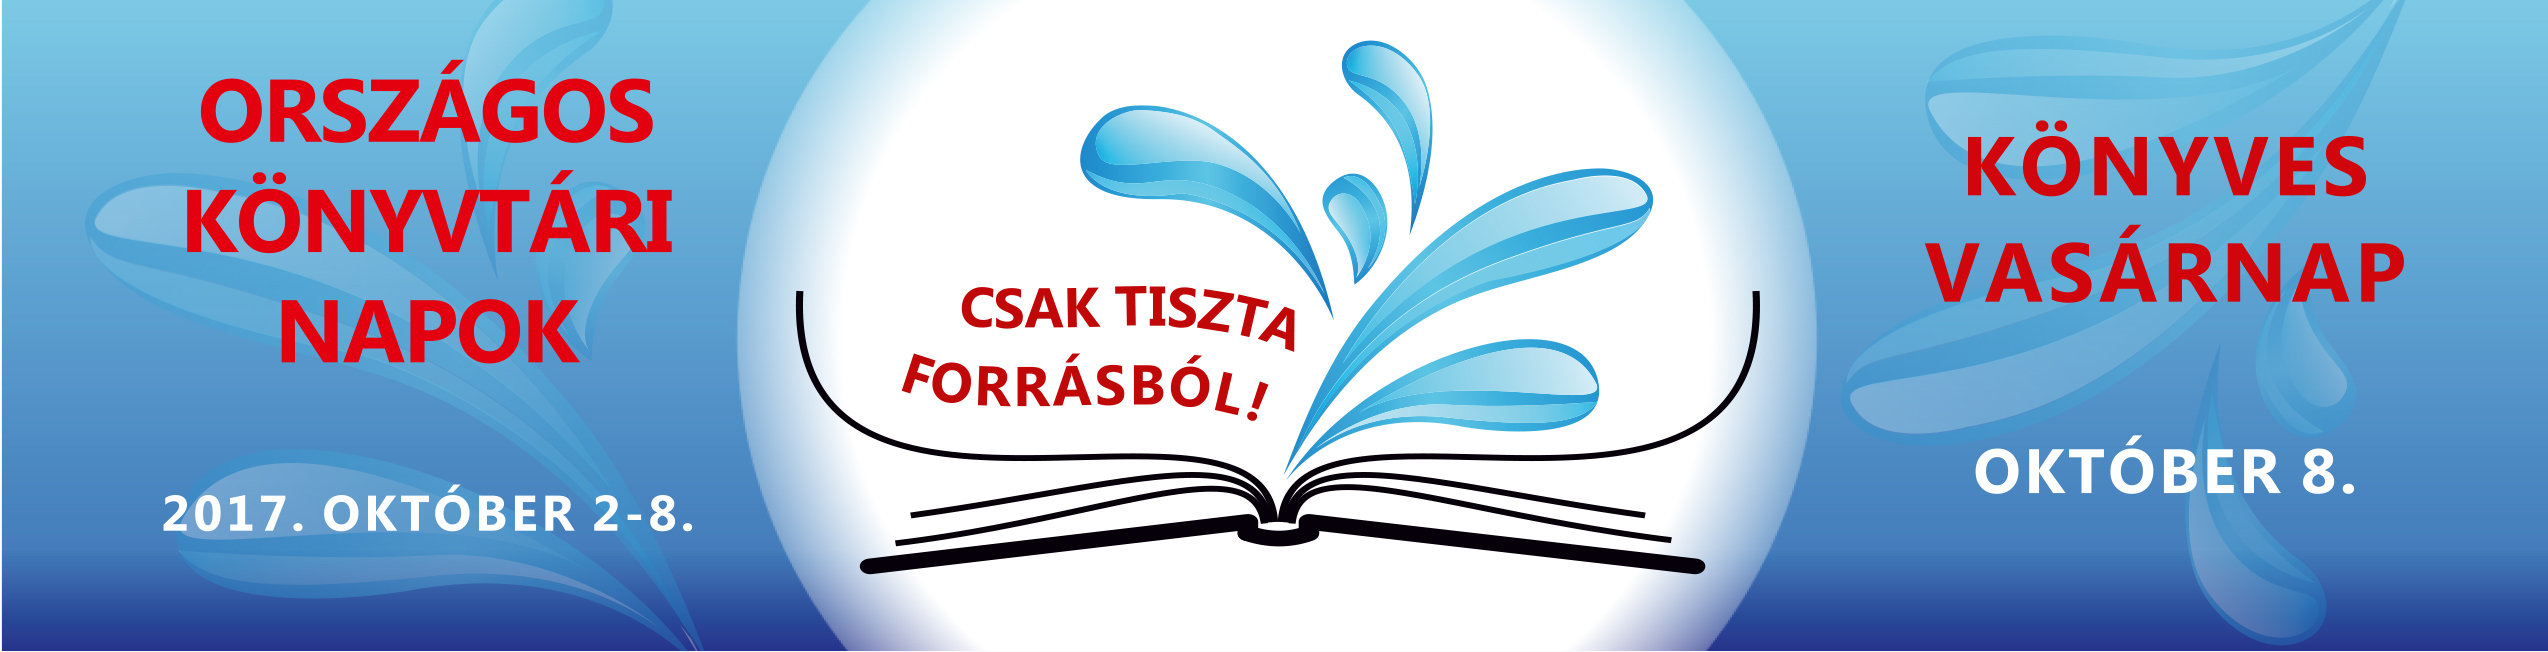 ORSZÁGOS
KÖNYVTÁRI
NAPOK
2017. OKTÓBER 2-8.
CSAK TISZTA
FORRÁSBÓL!
KÖNYVES
VASÁRNAP
OKTÓBER 8.